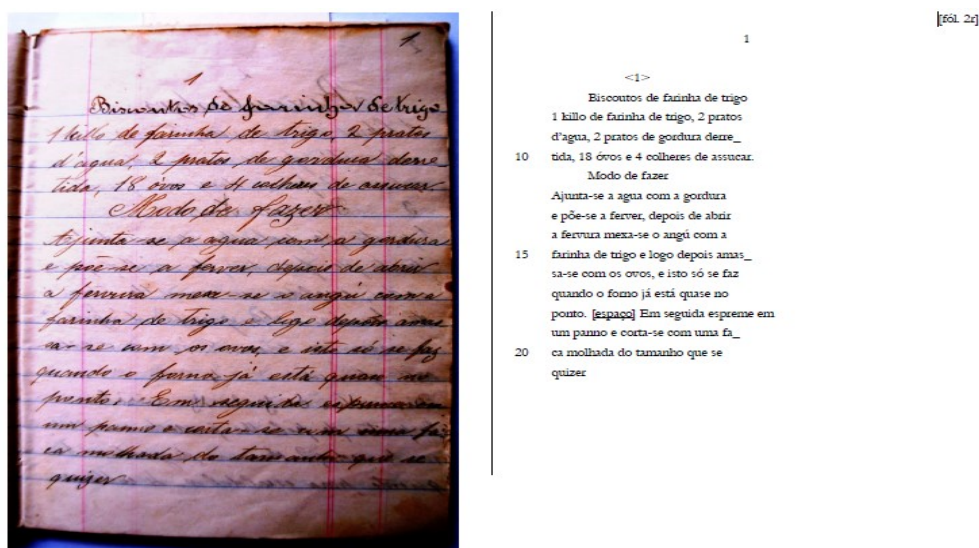 1
1
Biscoutos de farinha de trigo
1 killo de farinha de trigo, 2 pratos
d'agua, 2 pratos de gordura derre
tida, 18 óvos e 4 colheres de assucar.
Modo de fazer
Ajunta-se a agua com a gordura
e põe-se a ferver, depois de abrir
a fervura mexa-se o angú com a
farinha de trigo e logo depois amas
sa-se com os ovos, e isto só se faz
quando o forno já está quase no
ponto. Em seguida espreme em
um panno e corta-se com uma fa
ca molhada do tamanho que se
quizer
[fól. 2r]
1
<1>
Biscoutos de farinha de trigo
1 killo de farinha de trigo, 2 pratos
d'agua, 2 pratos de gordura derre_
10 tida, 18 óvos e 4 colheres de assucar.
Modo de fazer
Ajunta-se a agua com a gordura
e põe-se a ferver, depois de abrir
a fervura mexa-se o angú com a
15 farinha de trigo e logo depois amas_
sa-se com os ovos, e isto só se faz
quando o forno já está quase no
ponto. [espaço] Em seguida espreme em
um panno e corta-se com uma fa_
20 ca molhada do tamanho que se
quizer